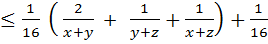 ≤ 1/16 ( 2/(x+y) + 1/(y+z) + 1/(x+z) ) + 1/16